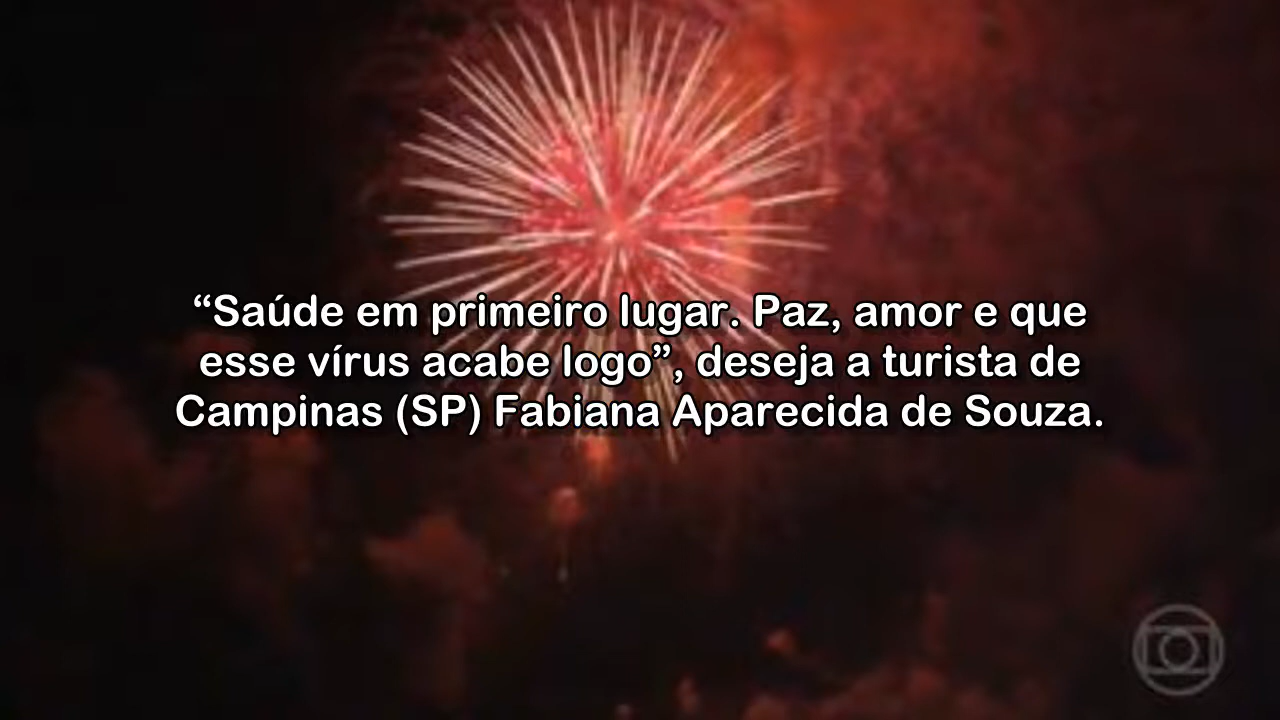 “Saúde em primeiro lugar. Paz, amor e que
esse vírus acabe logo”, deseja a turista de
Campinas (SP) Fabiana Aparecida de Souza.